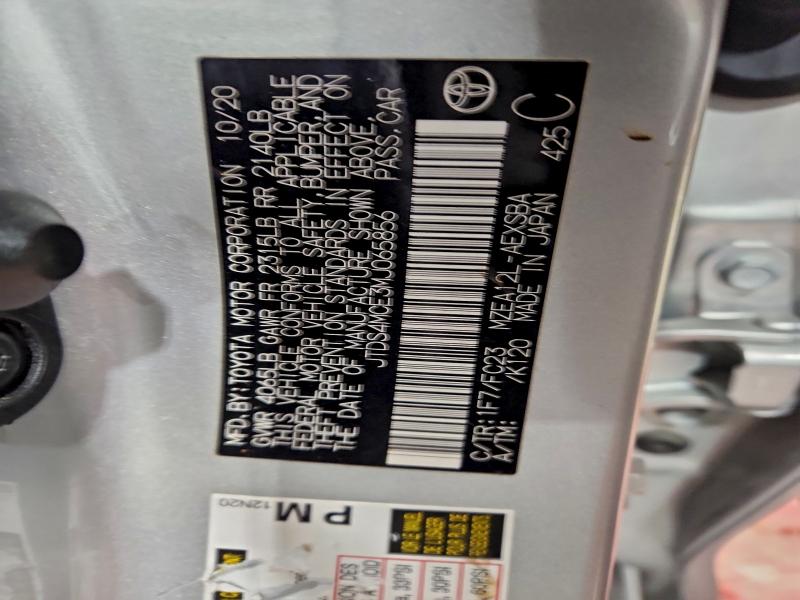 MFD. BY: TOYOTA MOTOR CORPORATION 10/20
GVWR 4065LB GAWR FR 2315LB RR 2140LB
THIS VEHICLE CONFORMS TO ALL APPLICABLE
FEDERAL MOTOR VEHICLE SAFETY, BUMPER, AND
THEFT PREVENTION STANDARDS IN EFFECT ON
THE DATE OF MANUFACTURE SHOWN ABOVE.
JTDS4MCE3MJ065856 PASS. CAR
C/TR: 1F7/FC23 MZEA12L-AEXSBA 425 C
A/TM: /KT20 MADE IN JAPAN
PM
12N20